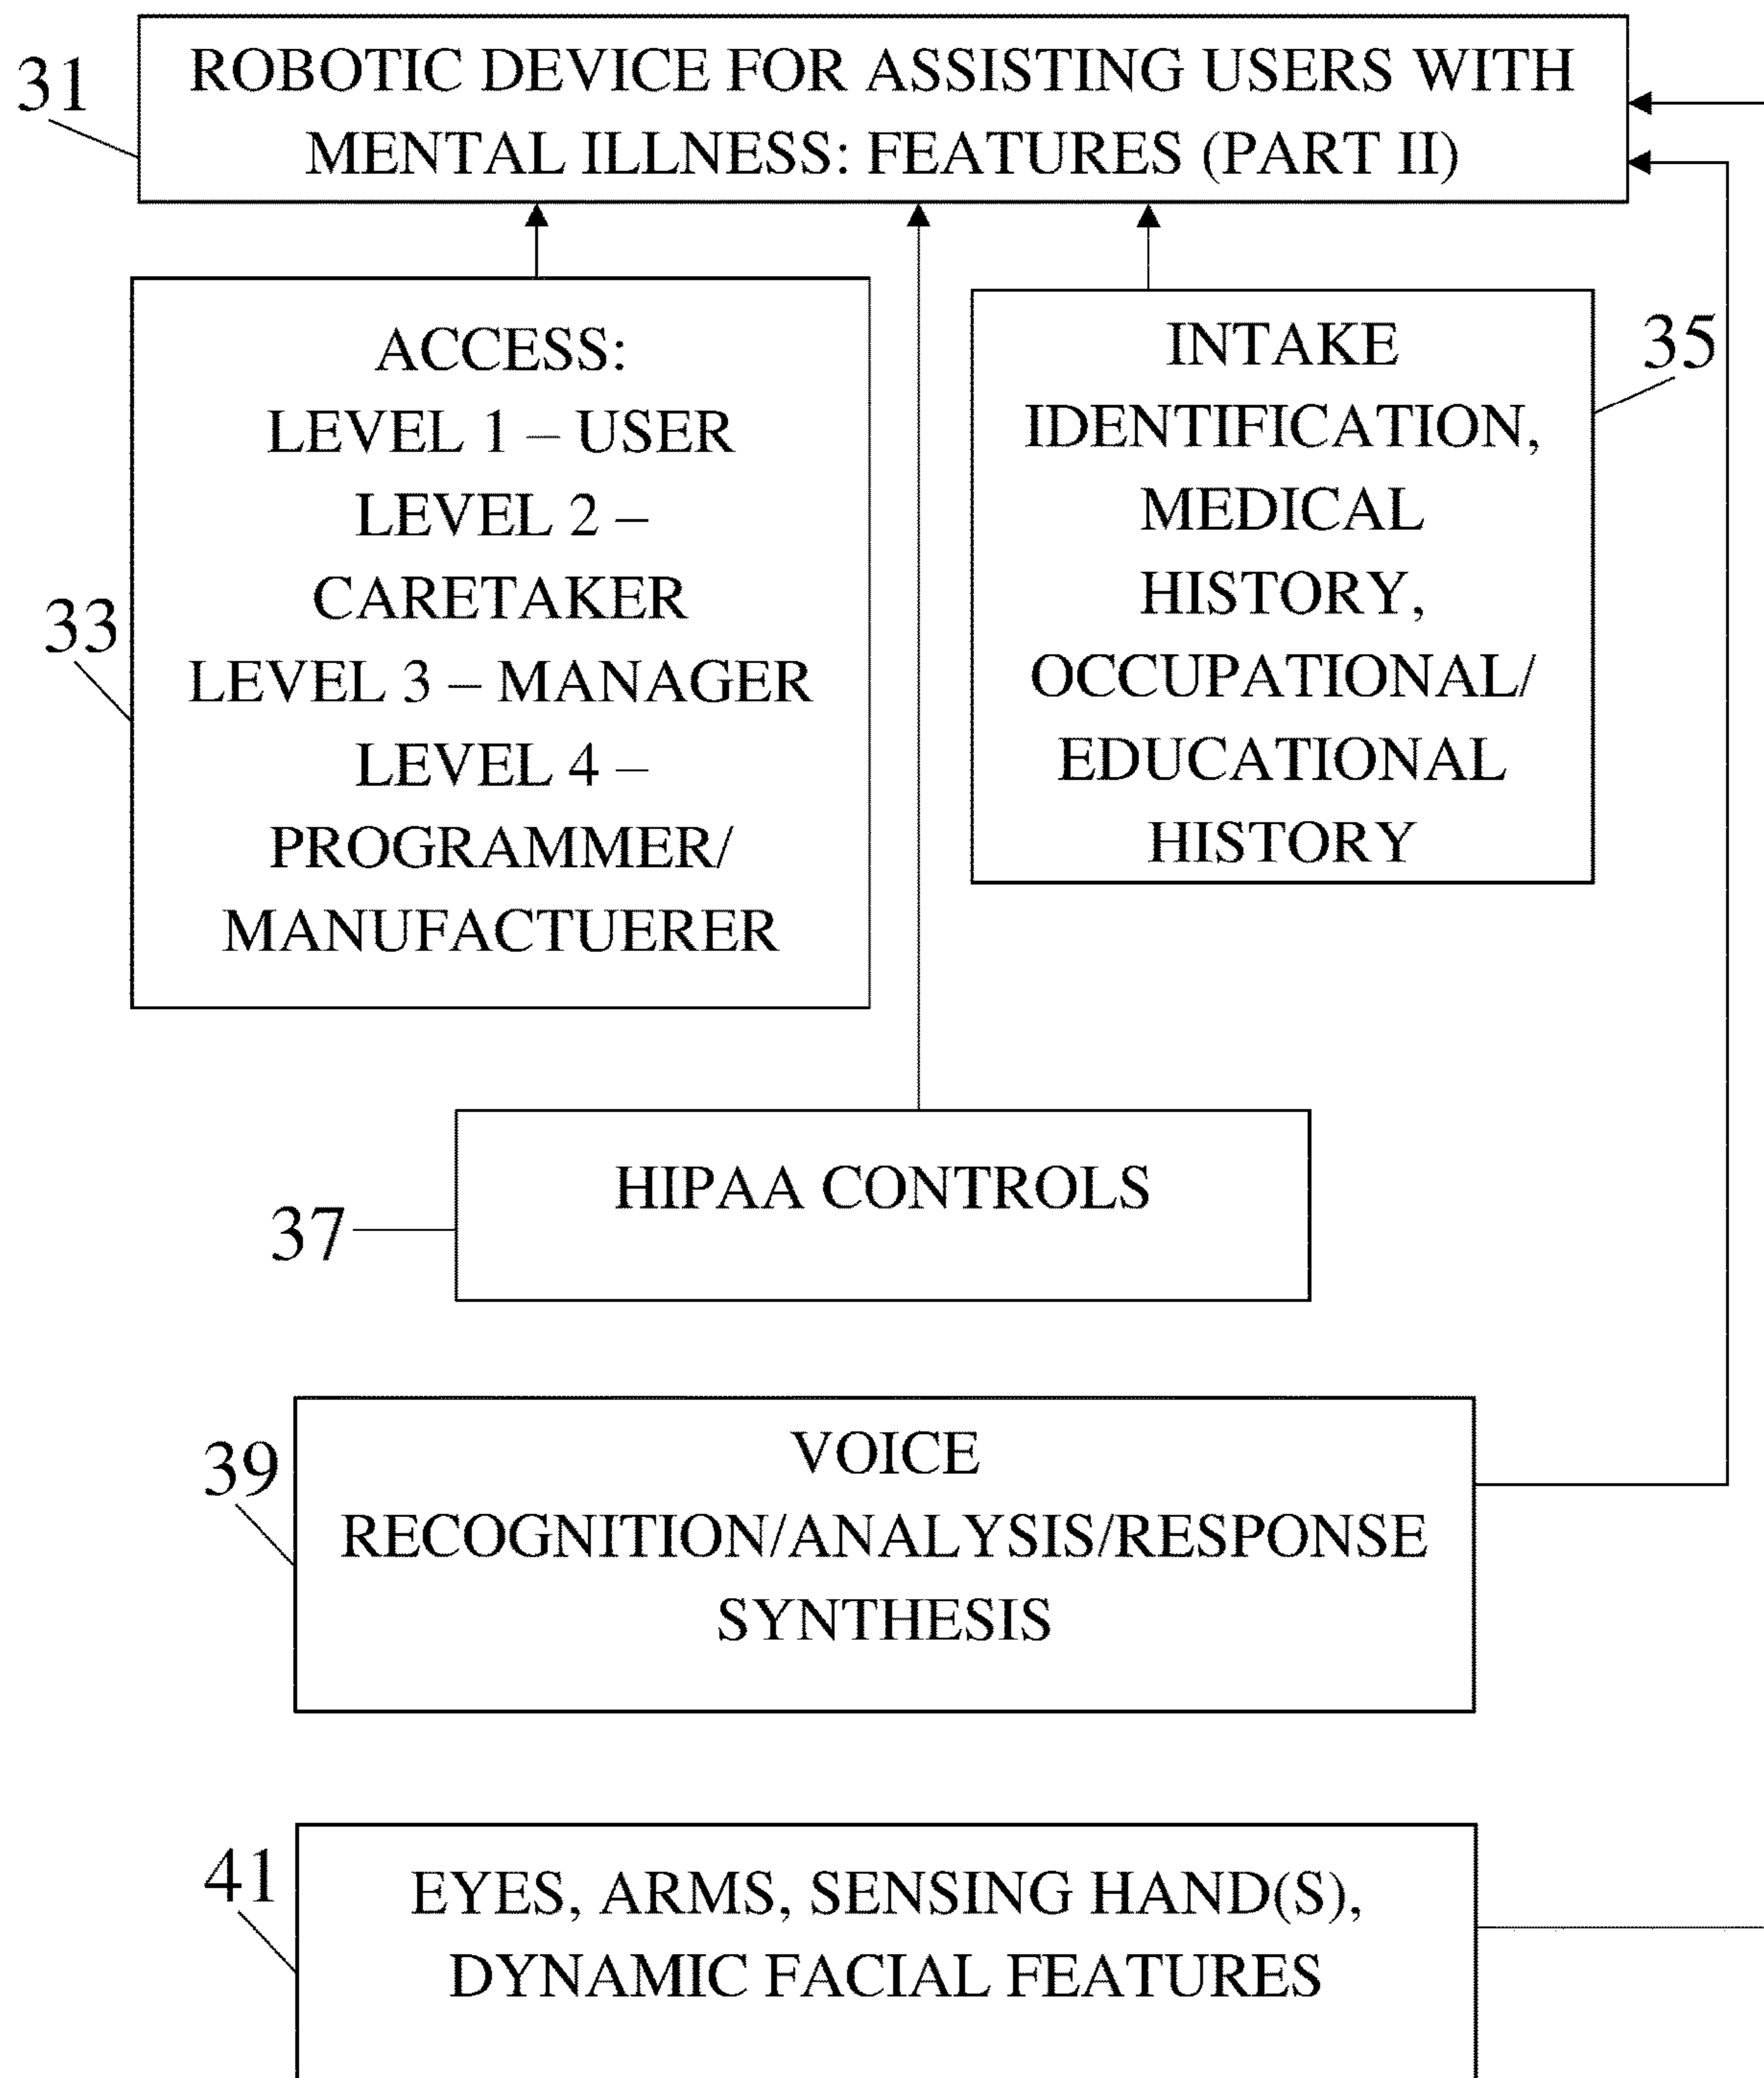 31
ROBOTIC DEVICE FOR ASSISTING USERS WITH
MENTAL ILLNESS: FEATURES (PART II)
33
ACCESS:
LEVEL 1 – USER
LEVEL 2 –
CARETAKER
LEVEL 3 – MANAGER
LEVEL 4 –
PROGRAMMER/
MANUFACTUERER
35
INTAKE
IDENTIFICATION,
MEDICAL
HISTORY,
OCCUPATIONAL/
EDUCATIONAL
HISTORY
37
HIPAA CONTROLS
39
VOICE
RECOGNITION/ANALYSIS/RESPONSE
SYNTHESIS
41
EYES, ARMS, SENSING HAND(S),
DYNAMIC FACIAL FEATURES